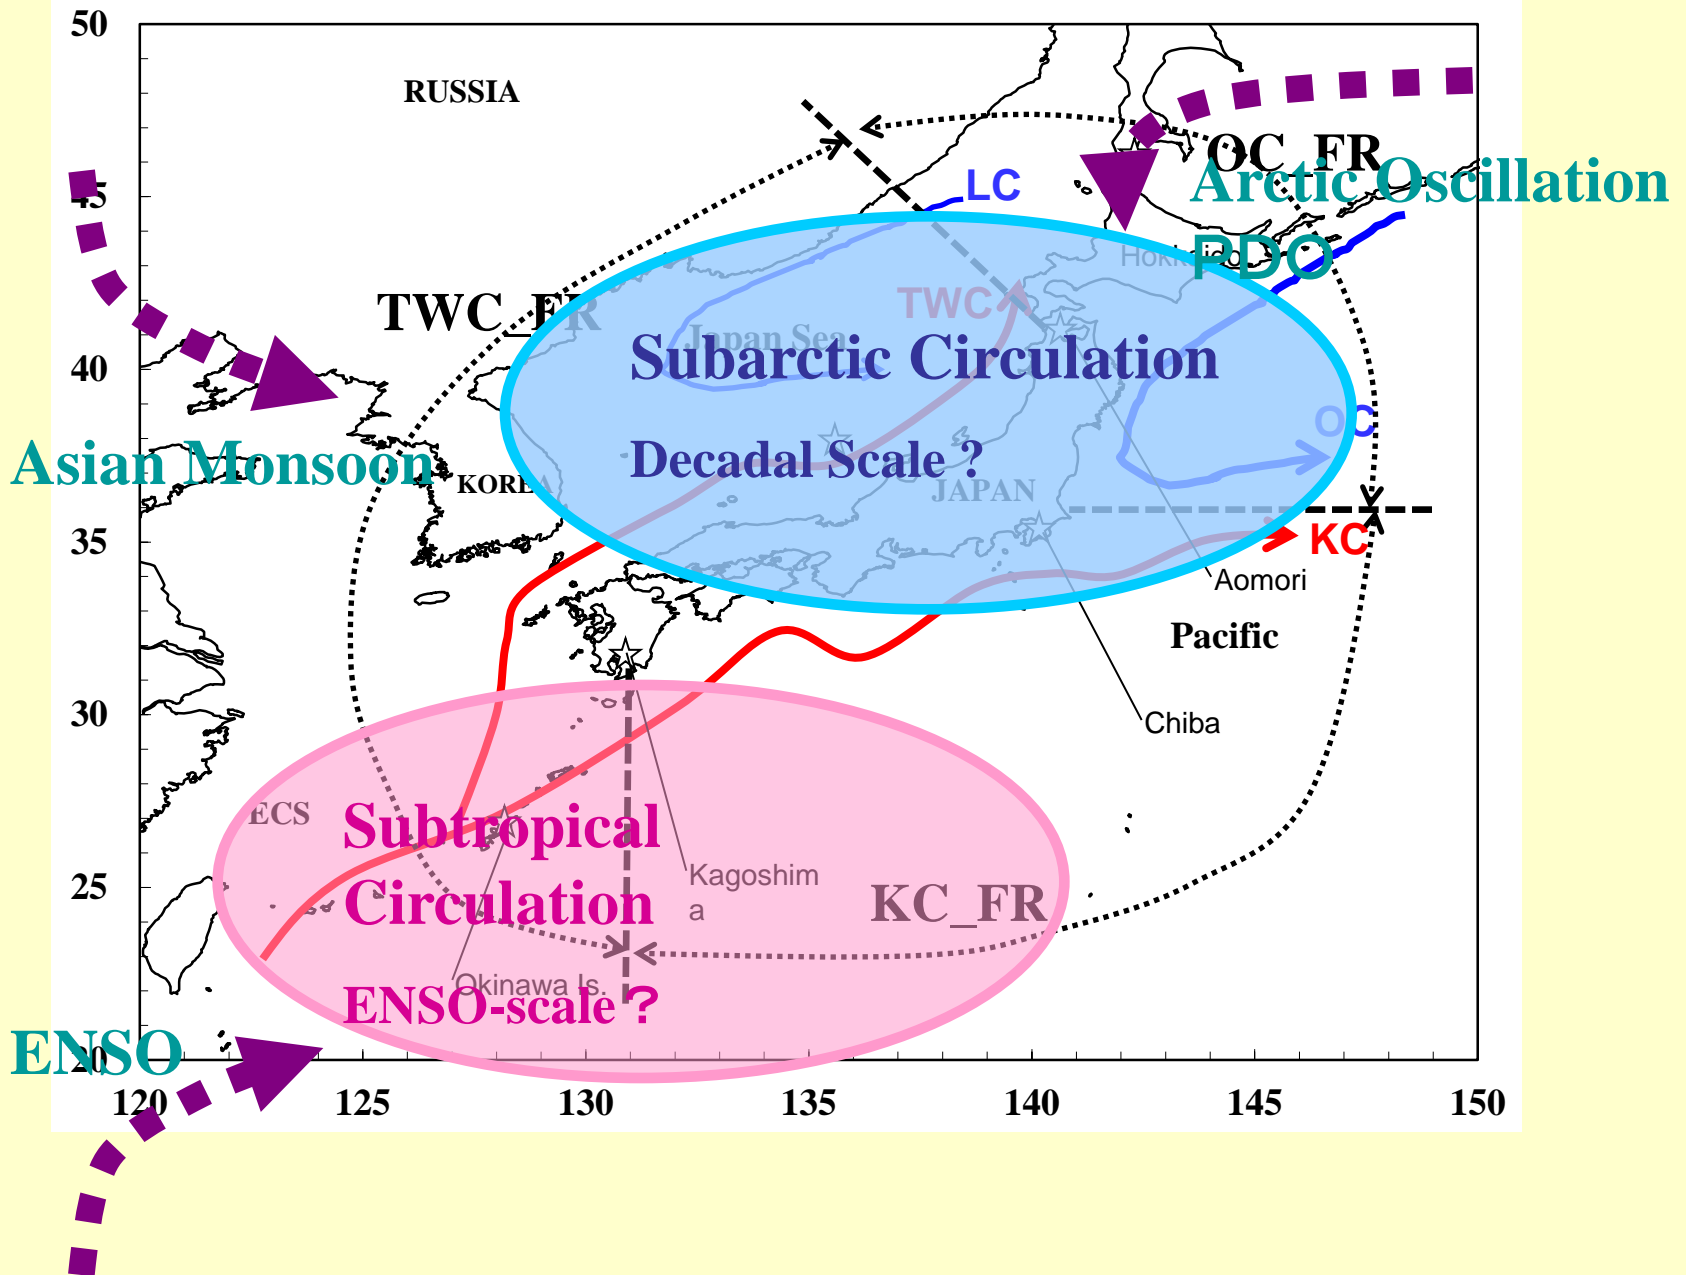 50
RUSSIA
OC_FR
45
LC
Arctic Oscillation
Hokkaido
PDO
TWC_FR
TWC
Japan Sea
Subarctic Circulation
40
OC
Asian Monsoon
Decadal Scale ?
KOREA
JAPAN
35
KC
Aomori
Pacific
30
Chiba
ECS
Subtropical
25
Kagoshim
a
Circulation
KC_FR
Okinawa Is.
ENSO-scale ?
ENSO
20
120
125
130
135
140
145
150